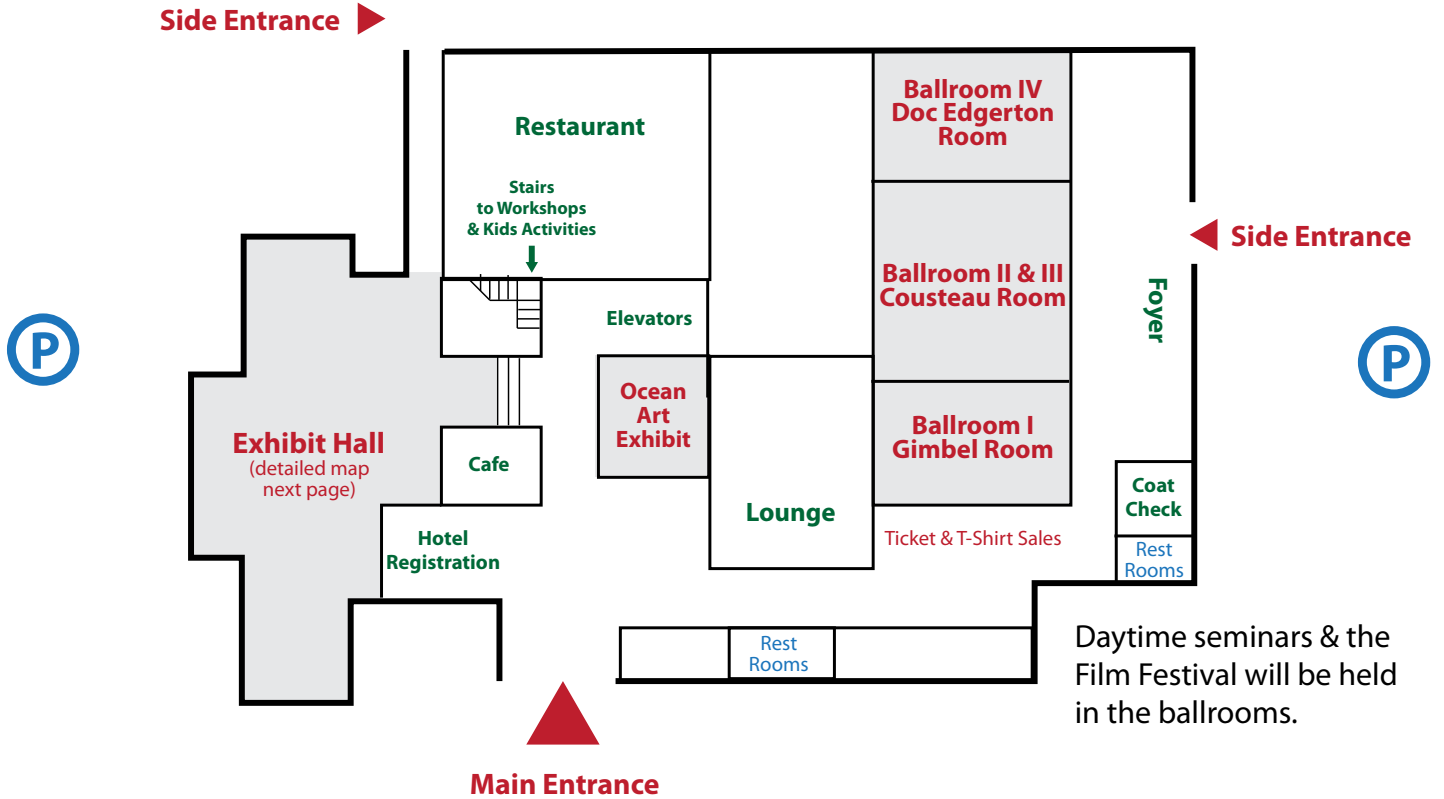 Side Entrance
Restaurant
Stairs
to Workshops
& Kids Activities
Ballroom IV
Doc Edgerton
Room
Side Entrance
Ballroom II & III
Cousteau Room
Foyer
Elevators
P
P
Ocean
Art
Exhibit
Exhibit Hall
(detailed map
next page)
Cafe
Ballroom I
Gimbel Room
Lounge
Coat
Check
Hotel
Registration
Ticket & T-Shirt Sales
Rest
Rooms
Rest
Rooms
Daytime seminars & the
Film Festival will be held
in the ballrooms.
Main Entrance